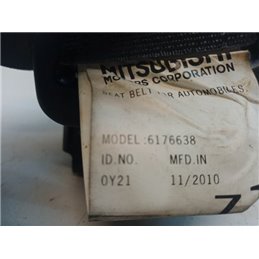 MITSUBISHI
MOTORS CORPORATION
SEAT BELT FOR AUTOMOBILES
MODEL :6176638
ID.NO. MFD.IN
0Y21 11/2010